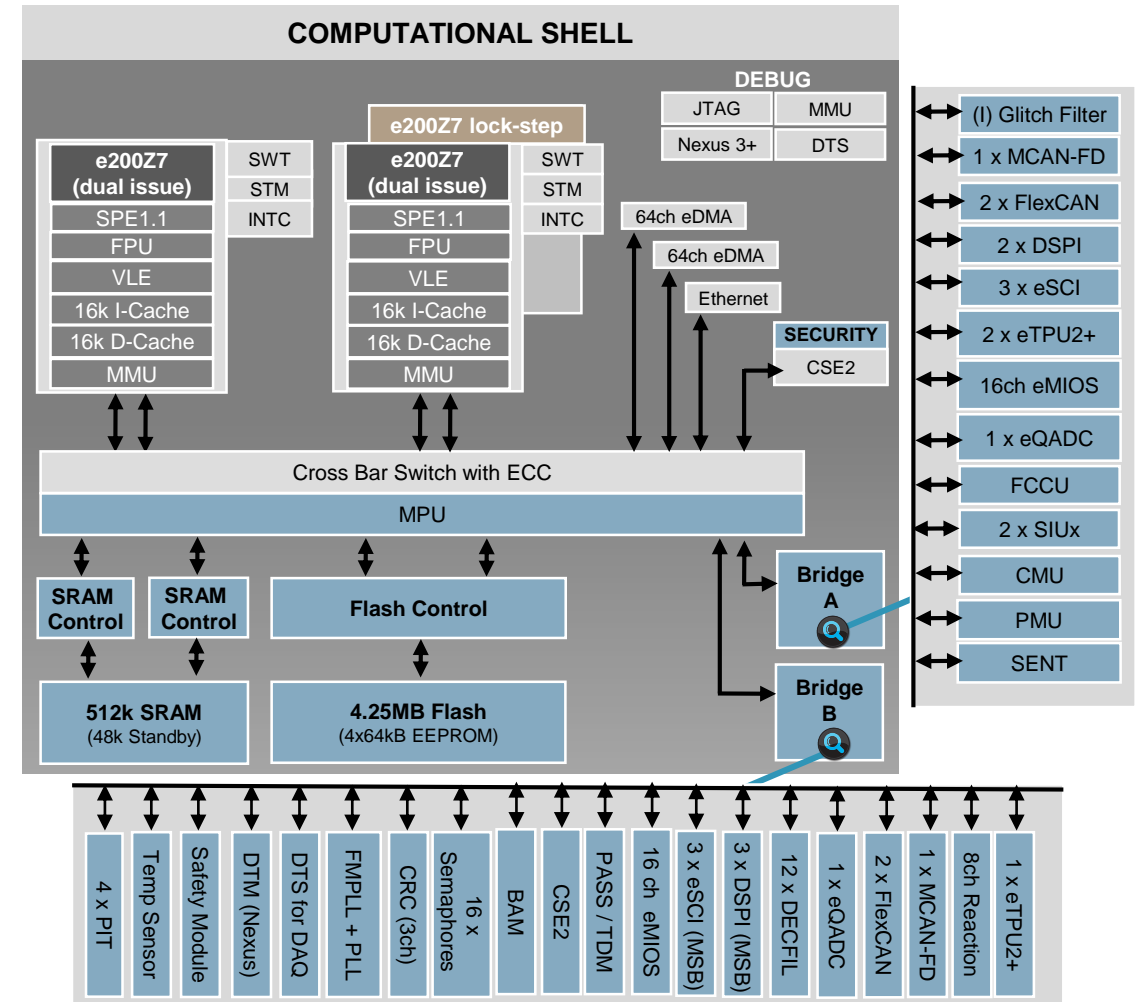 COMPUTATIONAL SHELL
DEBUG
JTAG
MMU
Nexus 3+
DTS
e200Z7
(dual issue)
SPE1.1
FPU
VLE
16k I-Cache
16k D-Cache
MMU
SWT
STM
INTC
e200Z7 lock-step
e200Z7
(dual issue)
SPE1.1
FPU
VLE
16k I-Cache
16k D-Cache
MMU
SWT
STM
INTC
64ch eDMA
64ch eDMA
Ethernet
SECURITY
CSE2
Cross Bar Switch with ECC
MPU
SRAM
Control
SRAM
Control
Flash Control
512k SRAM
(48k Standby)
4.25MB Flash
(4x64kB EEPROM)
Bridge
A
Bridge
B
(I) Glitch Filter
1 x MCAN-FD
2 x FlexCAN
2 x DSPI
3 x eSCI
2 x eTPU2+
16ch eMIOS
1 x eQADC
FCCU
2 x SIUx
CMU
PMU
SENT
4 x PIT
Temp Sensor
Safety Module
DTM (Nexus)
DTS for DAQ
FMPLL + PLL
CRC (3ch)
16 x
Semaphores
BAM
CSE2
PASS / TDM
16 ch eMIOS
3 x eSCI (MSB)
3 x DSPI (MSB)
12 x DECFIL
1 x eQADC
2 x FlexCAN
1 x MCAN-FD
8ch Reaction
1 x eTPU2+